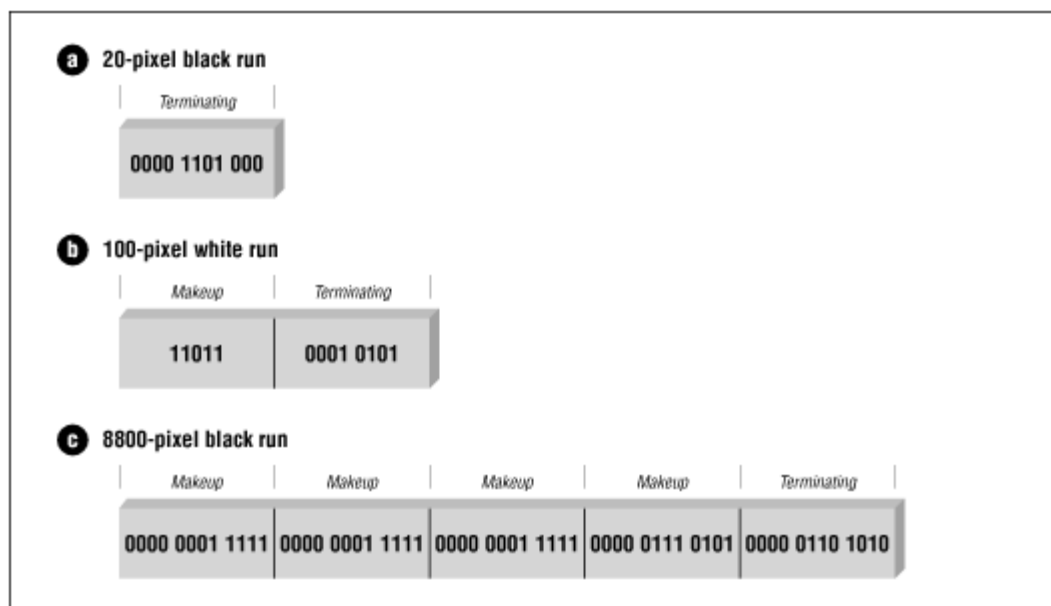 a 20-pixel black run
Terminating
0000 1101 000
b 100-pixel white run
Makeup Terminating
11011 0001 0101
c 8800-pixel black run
Makeup Makeup Makeup Makeup Terminating
0000 0001 1111 0000 0001 1111 0000 0001 1111 0000 0111 0101 0000 0110 1010